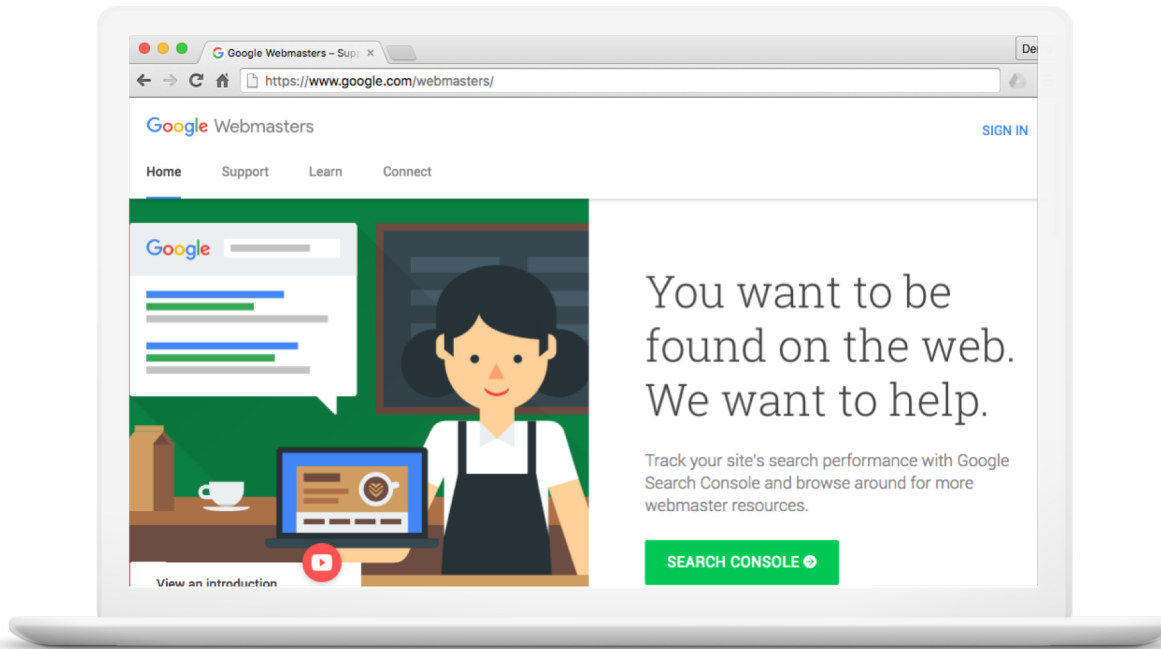 Google Webmasters – Sup
De
https://www.google.com/webmasters/
Google Webmasters
SIGN IN
Home Support Learn Connect
Google
You want to be
found on the web.
We want to help.
Track your site's search performance with Google
Search Console and browse around for more
webmaster resources.
SEARCH CONSOLE
View an introduction